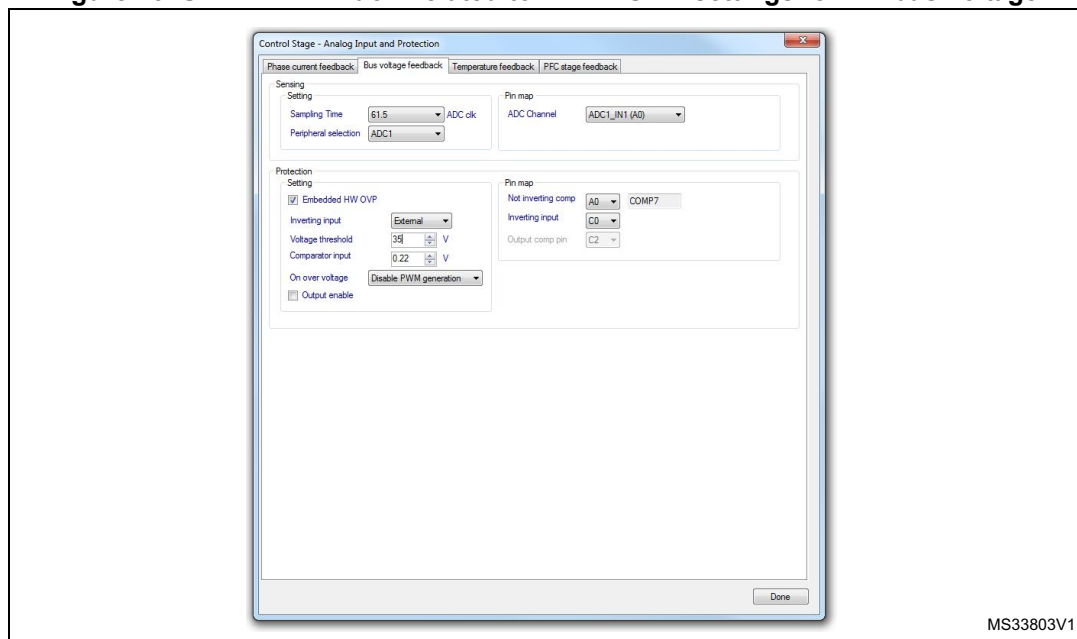 Control Stage - Analog Input and Protection
Phase current feedback Bus voltage feedback Temperature feedback PFC stage feedback
Sensing
Setting
Sampling Time 61.5 ADC clk
Peripheral selection ADC1
Pin map
ADC Channel ADC1_IN1 (A0)
Protection
Setting
Embedded HW OVP
Inverting input External
Voltage threshold 35 V
Comparator input 0.22 V
On over voltage Disable PWM generation
Output enable
Pin map
Not inverting comp A0 COMP7
Inverting input C0
Output comp pin C2
Done
MS33803V1